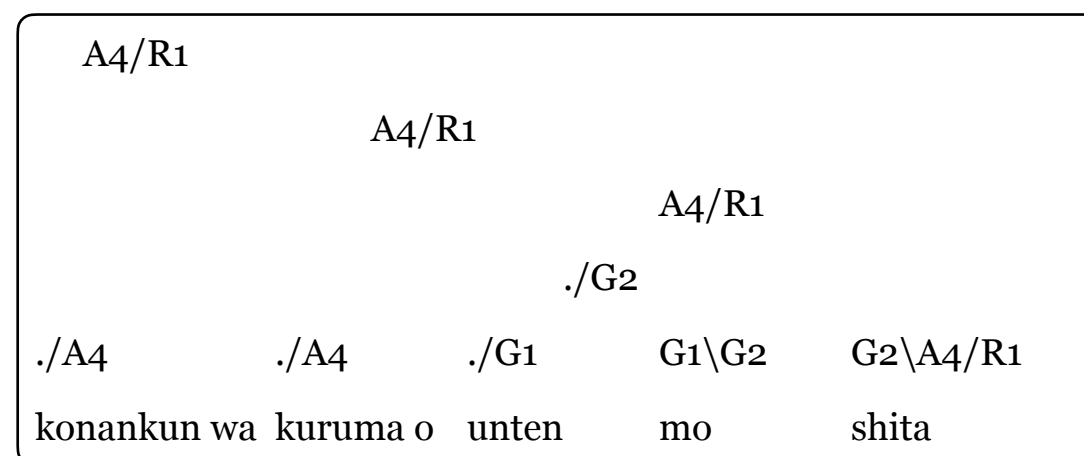 A4/R1
A4/R1
A4/R1
./G2
./A4 ./A4 ./G1 G1\G2 G2\A4/R1
konankun wa kuruma o unten mo shita